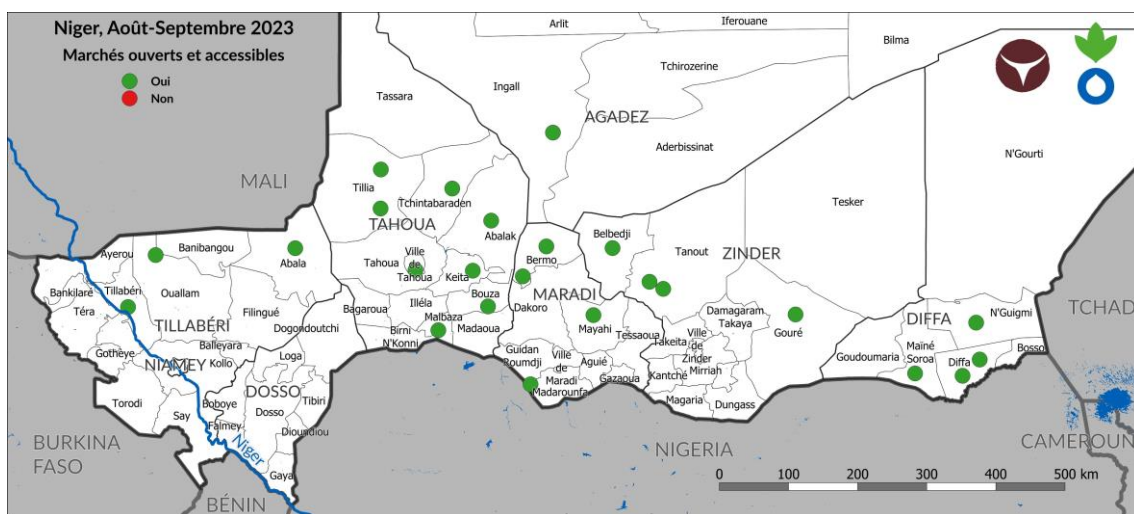 Niger, Août-Septembre 2023
Marchés ouverts et accessibles
Oui
Non
Arlit
Iferouane
Bilma
Ingall
Tchirozerine
Tassara
AGADEZ
Aderbissinat
N'Gourti
MALI
Tillia
Tchintabaraden
TAHOUA
Tesker
Abalak
Belbedji
Tanout
ZINDER
Ayerou
Banibangou
Abala
Tahoua
Ville
de
Tahoua
Keita
Bermo
Bankilaré
Tillabéri
Ouallam
Téra
Filingué
Bagaroua
Illéla
Bouza
Dakoro
MARADI
TCHAD
TILLABÉRI
Dogondoutchi
Malbaza
Birni
N'Konni
Madaoua
Mayahi
Tessaoua
Damagaram
Takaya
Gouré
DIFFA
N'Guigmi
Gothèye
Balleyara
NIAMEY
Kollo
Loga
Guidan
Roumdji
Ville
de
Maradi
Aguié
Gazaoua
Madarounfa
Takeita
Ville
de
Zinder
Mirriah
Kantché
Magaria
Dungass
Goudoumaria
Maïné
Soroa
Diffa
Bosso
Torodi
Say
Boboye
DOSSO
Dosso
Tibiri
Falmey
Dioundiou
Gaya
Niger
BURKINA
FASO
BÉNIN
NIGERIA
CAMEROUN
0 100 200 300 400 500 km